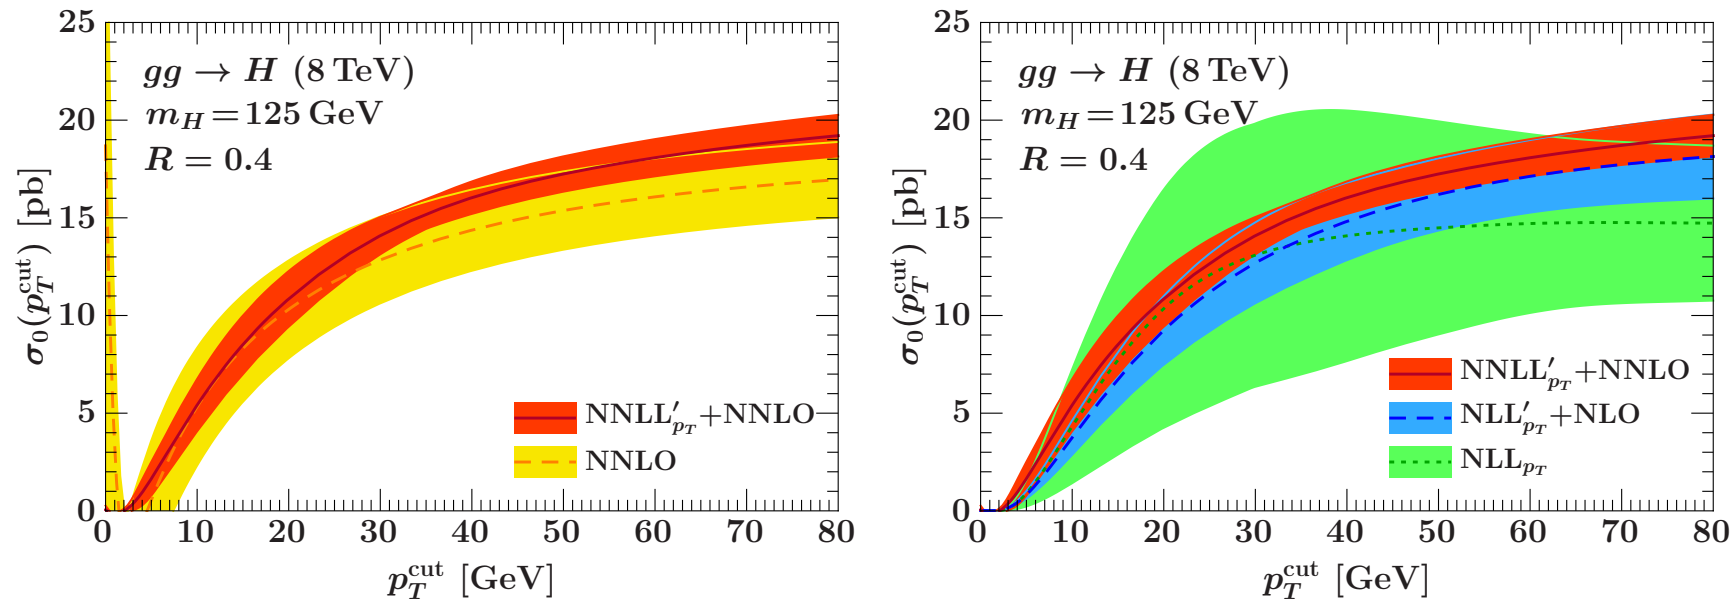 25
20
15
10
5
0
σ₀(p_T^cut) [pb]
gg → H (8 TeV)
m_H = 125 GeV
R = 0.4
NNLL′_{p_T}+NNLO
NNLO
0 10 20 30 40 50 60 70 80
p_T^cut [GeV]
25
20
15
10
5
0
σ₀(p_T^cut) [pb]
gg → H (8 TeV)
m_H = 125 GeV
R = 0.4
NNLL′_{p_T}+NNLO
NLL′_{p_T}+NLO
NLL_{p_T}
0 10 20 30 40 50 60 70 80
p_T^cut [GeV]